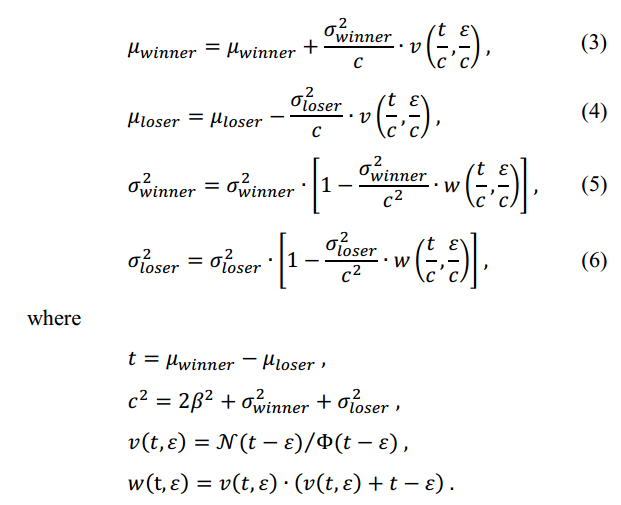 μ_winner = μ_winner + σ²_winner / c · v(t/c, ε/c) , (3)
μ_loser = μ_loser − σ²_loser / c · v(t/c, ε/c) , (4)
σ²_winner = σ²_winner · [1 − σ²_winner / c² · w(t/c, ε/c)] , (5)
σ²_loser = σ²_loser · [1 − σ²_loser / c² · w(t/c, ε/c)] , (6)
where
t = μ_winner − μ_loser ,
c² = 2β² + σ²_winner + σ²_loser ,
v(t, ε) = 𝒩(t − ε)/Φ(t − ε) ,
w(t, ε) = v(t, ε) · (v(t, ε) + t − ε) .